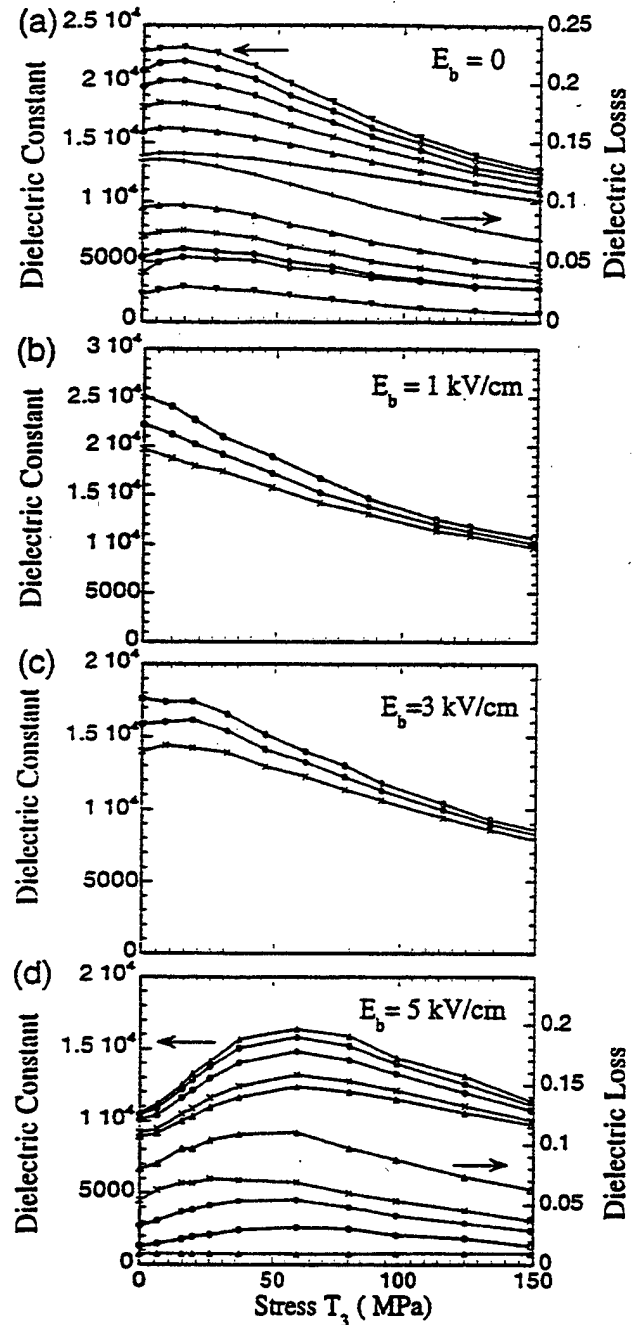 (a)
2.5 10⁴
2 10⁴
1.5 10⁴
1 10⁴
5000
0
Dielectric Constant
E_b = 0
0.25
0.2
0.15
0.1
0.05
0
Dielectric Losss
(b)
3 10⁴
2.5 10⁴
2 10⁴
1.5 10⁴
1 10⁴
5000
0
Dielectric Constant
E_b = 1 kV/cm
(c)
2 10⁴
1.5 10⁴
1 10⁴
5000
0
Dielectric Constant
E_b=3 kV/cm
(d)
2 10⁴
1.5 10⁴
1 10⁴
5000
0
Dielectric Constant
E_b = 5 kV/cm
0.2
0.15
0.1
0.05
0
Dielectric Loss
0 50 100 150
Stress T₃ ( MPa)